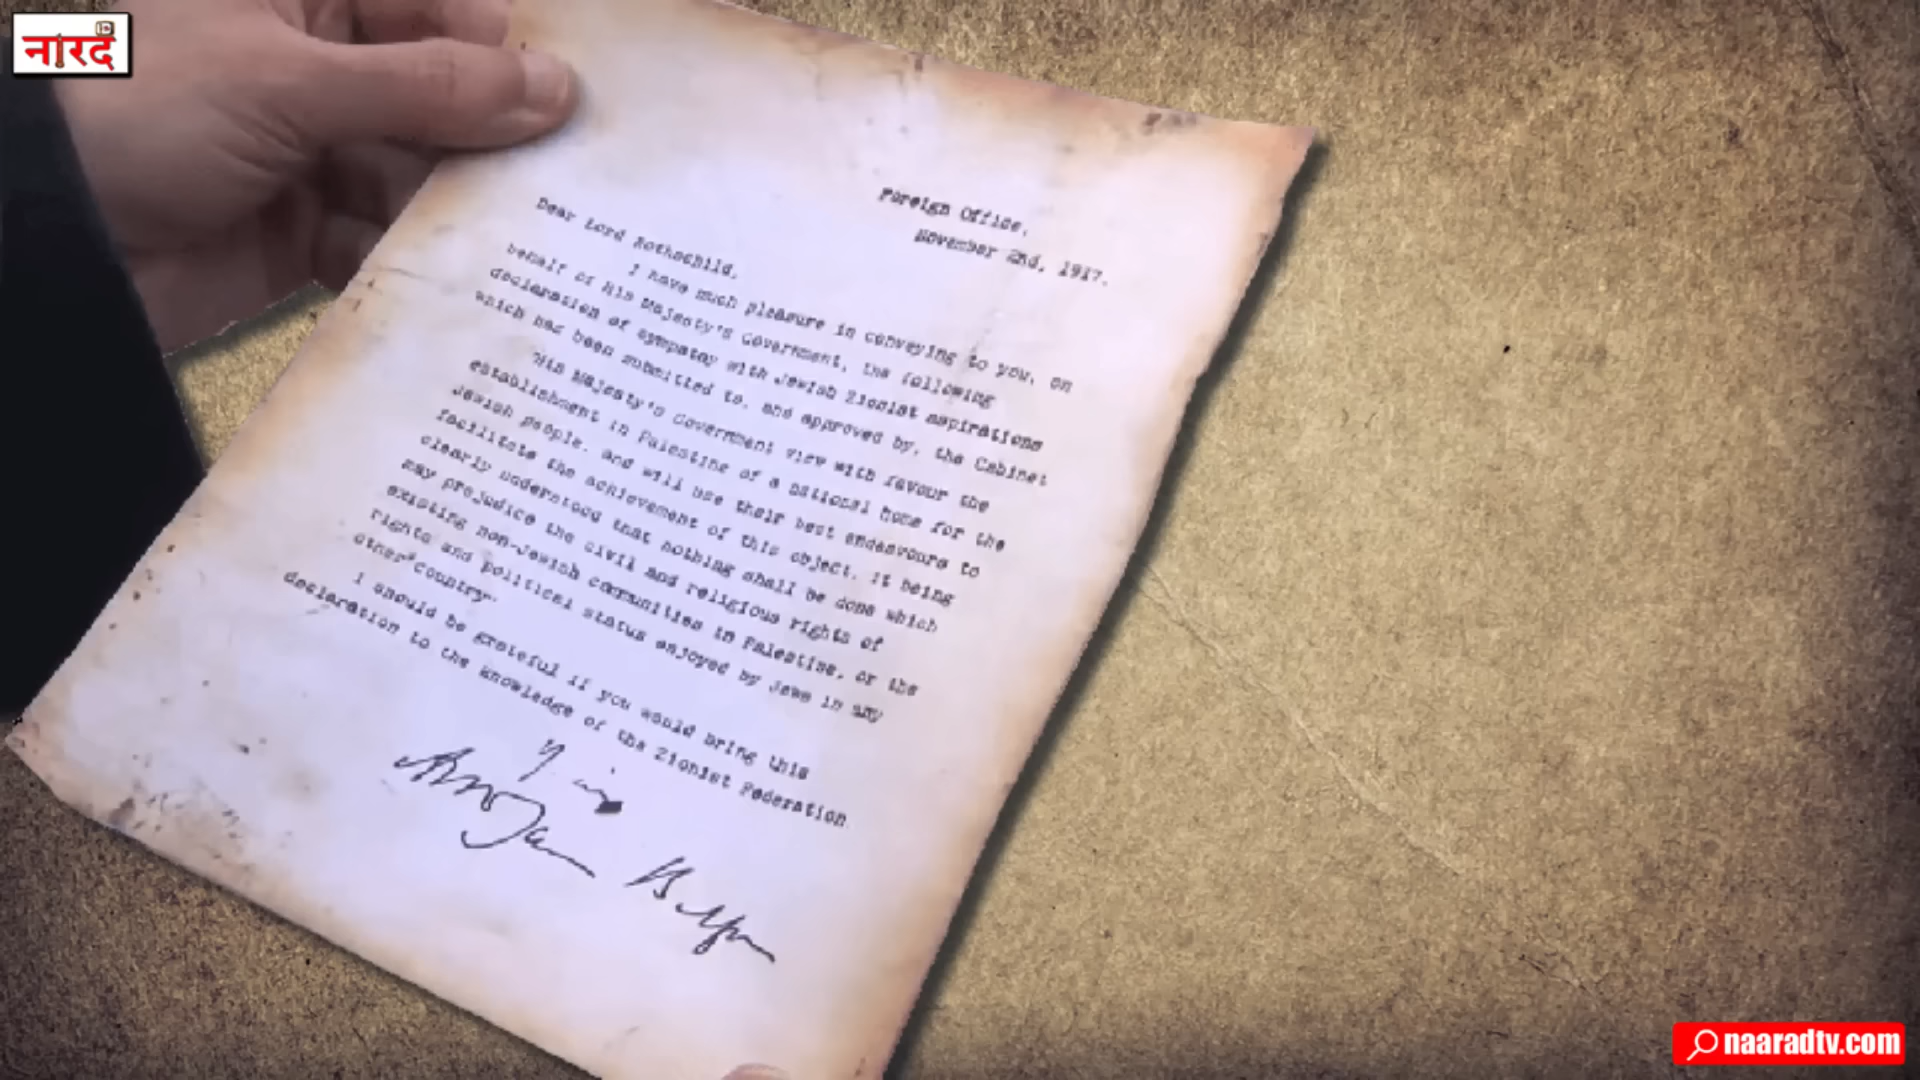 नारद
Foreign Office,
November 2nd, 1917.
Dear Lord Rothschild,
I have much pleasure in conveying to you, on
behalf of His Majesty's Government, the following
declaration of sympathy with Jewish Zionist aspirations
which has been submitted to, and approved by, the Cabinet
"His Majesty's Government view with favour the
establishment in Palestine of a national home for the
Jewish people, and will use their best endeavours to
facilitate the achievement of this object, it being
clearly understood that nothing shall be done which
may prejudice the civil and religious rights of
existing non-Jewish communities in Palestine, or the
rights and political status enjoyed by Jews in any
other country"
I should be grateful if you would bring this
declaration to the knowledge of the Zionist Federation.
naaradtv.com